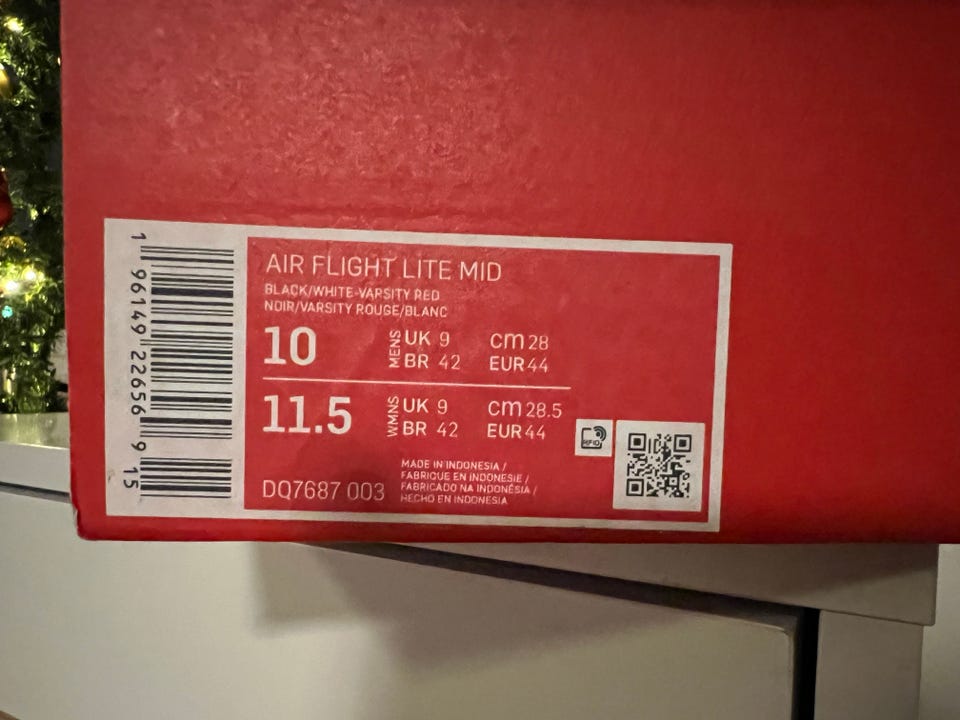 1 96149 22656 9 15
AIR FLIGHT LITE MID
BLACK/WHITE-VARSITY RED
NOIR/VARSITY ROUGE/BLANC
10 MENS UK 9 cm 28
BR 42 EUR 44
11.5 WMNS UK 9 cm 28.5
BR 42 EUR 44
RFID
DQ7687 003
MADE IN INDONESIA /
FABRIQUE EN INDONESIE /
FABRICADO NA INDONÉSIA /
HECHO EN INDONESIA